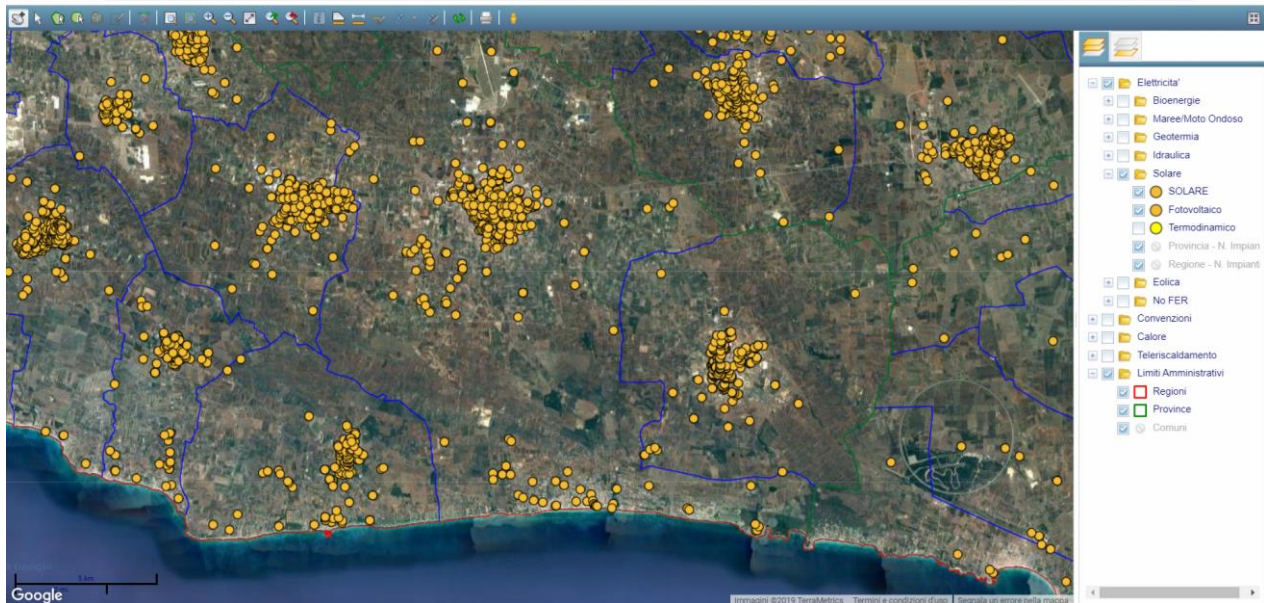 Elettricita'
Bioenergie
Maree/Moto Ondoso
Geotermia
Idraulica
Solare
SOLARE
Fotovoltaico
Termodinamico
Provincia - N. Impian
Regione - N. Impianti
Eolica
No FER
Convenzioni
Calore
Teleriscaldamento
Limiti Amministrativi
Regioni
Province
Comuni
5 km
Google
Immagini ©2019 TerraMetrics Termini e condizioni d'uso Segnala un errore nella mappa